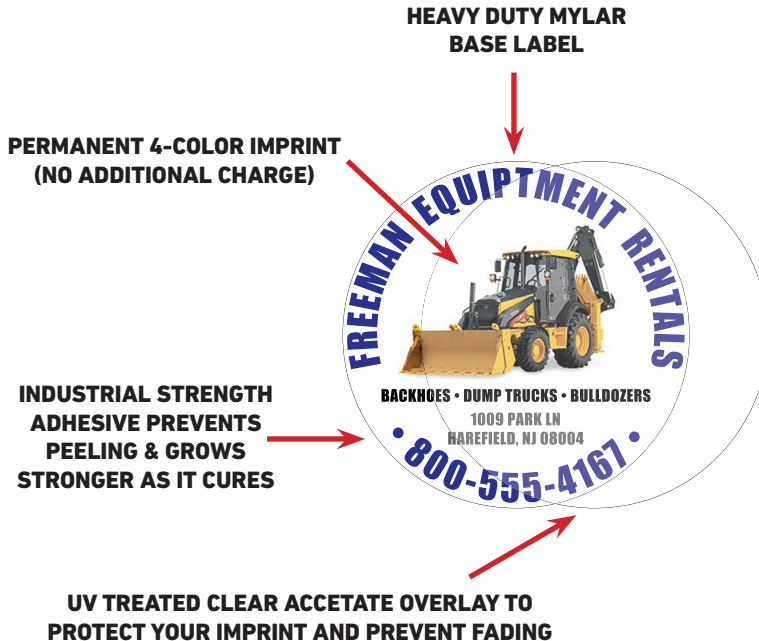 HEAVY DUTY MYLAR
BASE LABEL
PERMANENT 4-COLOR IMPRINT
(NO ADDITIONAL CHARGE)
FREEMAN EQUIPTMENT RENTALS
BACKHOES • DUMP TRUCKS • BULLDOZERS
1009 PARK LN
HAREFIELD, NJ 08004
• 800-555-4167 •
INDUSTRIAL STRENGTH
ADHESIVE PREVENTS
PEELING & GROWS
STRONGER AS IT CURES
UV TREATED CLEAR ACCETATE OVERLAY TO
PROTECT YOUR IMPRINT AND PREVENT FADING